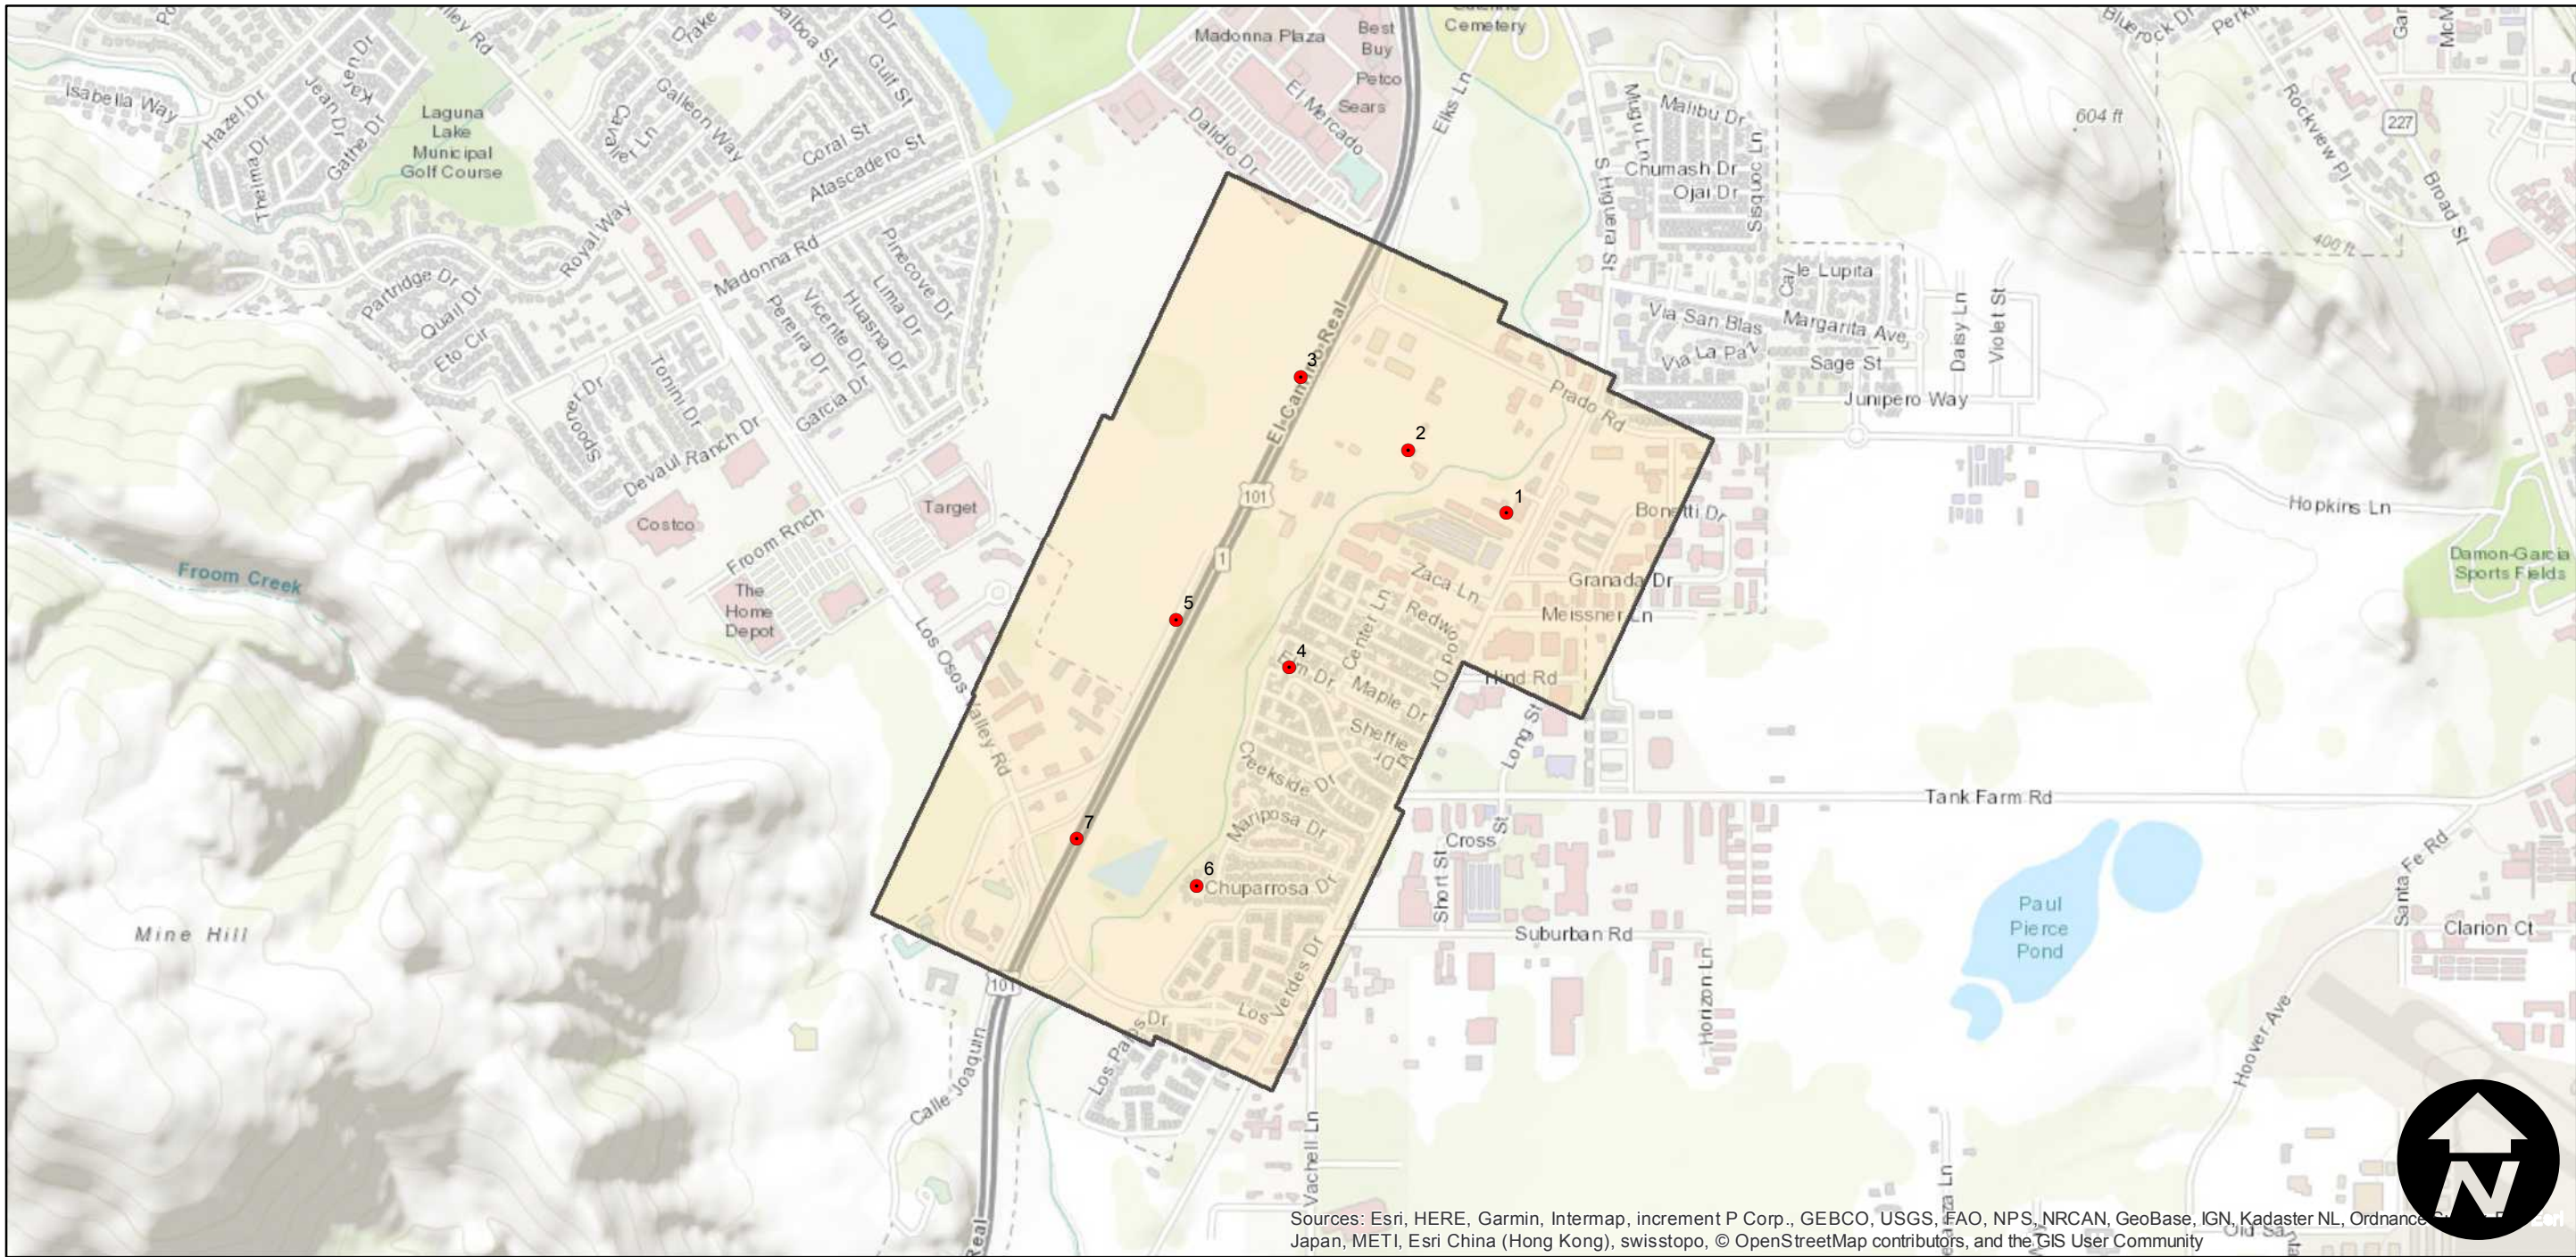 Isabella Way
Hazel Dr
Thelma Dr
Jean Dr
Karen Dr
Gathe Dr
Laguna
Lake
Municipal
Golf Course
Drake
Balboa St
Gulf St
Galleon Way
Cavalier Ln
Coral St
Atascadero St
Royal Way
Madonna Rd
Pinecove Dr
Lima Dr
Huasna Dr
Vicente Dr
Pereira Dr
Garcia Dr
Partridge Dr
Quail Dr
Eto Cir
Spooner Dr
Tonini Dr
Devaul Ranch Dr
Costco
Froom Rnch
Target
The
Home
Depot
Froom Creek
Los Osos Valley Rd
Mine Hill
Madonna Plaza
Best
Buy
Petco
Sears
El Mercado
Dalidio Dr
Cemetery
Elks Ln
S Higuera St
Mugu Ln
Malibu Dr
Chumash Dr
Ojai Dr
Sisquoc Ln
Calle Lupita
Via San Blas
Margarita Ave
Via La Paz
Sage St
Daisy Ln
Violet St
Junipero Way
Prado Rd
604 ft
400 ft
Bluerock Dr
Rockview Pl
227
Broad St
Hopkins Ln
Damon-Garcia
Sports Fields
El Camino Real
3
2
1
101
1
Bonetti Dr
Granada Dr
Meissner Ln
Zaca Ln
Redwood Dr
Center Ln
5
4
Elm Dr
Maple Dr
Hind Rd
Long St
Creekside Dr
Mariposa Dr
7
6
Chuparrosa Dr
Tank Farm Rd
Cross St
Short St
Suburban Rd
Horizon Ln
Paul
Pierce
Pond
Santa Fe Rd
Clarion Ct
Hoover Ave
101
Los Verdes Dr
Calle Joaquin
Vachell Ln
Real
N
Sources: Esri, HERE, Garmin, Intermap, increment P Corp., GEBCO, USGS, FAO, NPS, NRCAN, GeoBase, IGN, Kadaster NL, Ordnance
Japan, METI, Esri China (Hong Kong), swisstopo, © OpenStreetMap contributors, and the GIS User Community